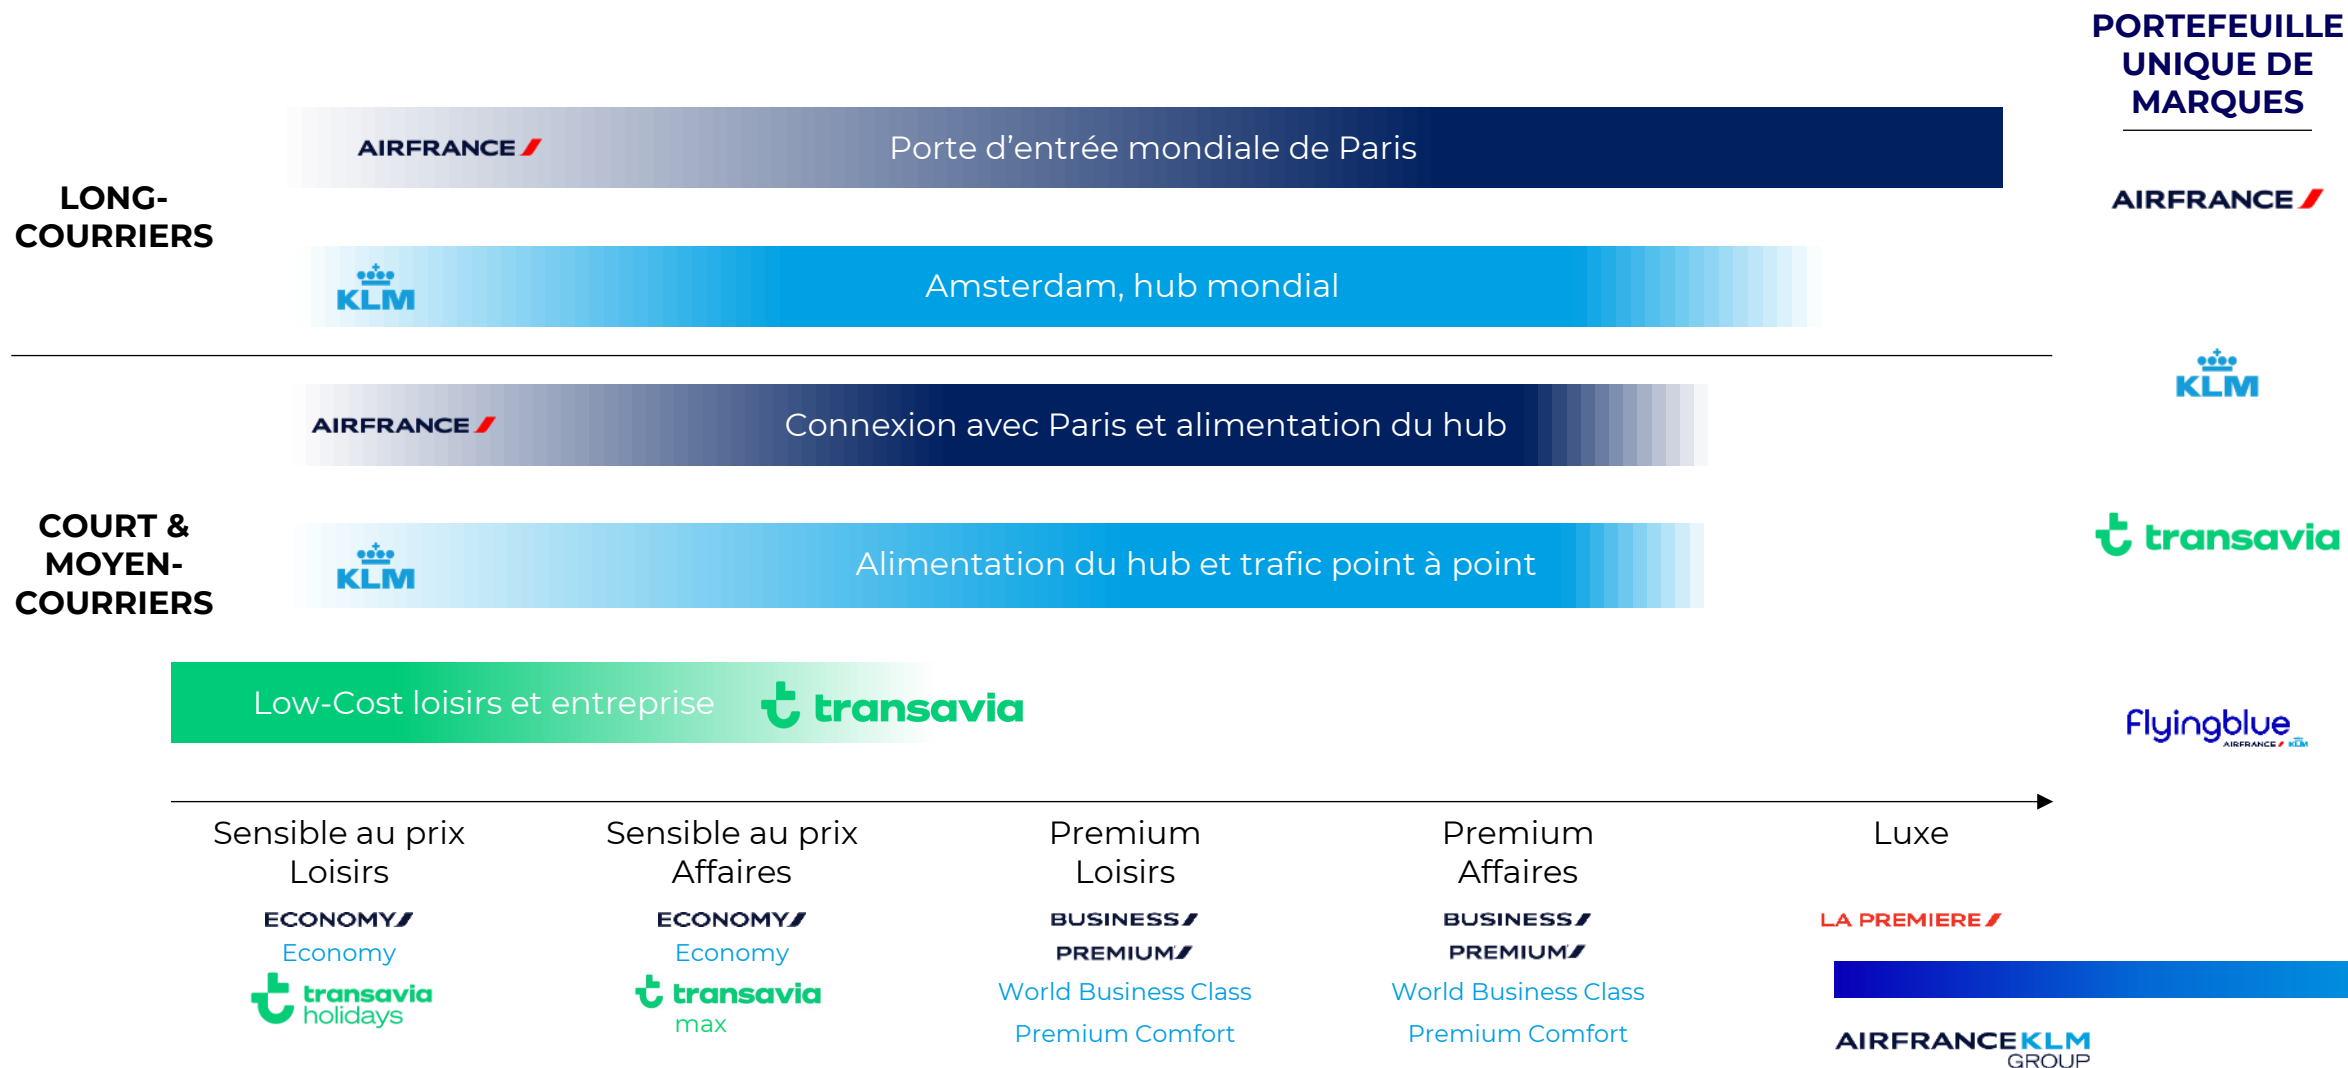 PORTEFEUILLE
UNIQUE DE
MARQUES
LONG-
COURRIERS
AIRFRANCE
Porte d’entrée mondiale de Paris
KLM
Amsterdam, hub mondial
COURT &
MOYEN-
COURRIERS
AIRFRANCE
Connexion avec Paris et alimentation du hub
KLM
Alimentation du hub et trafic point à point
Low-Cost loisirs et entreprise
transavia
AIRFRANCE
KLM
transavia
Flyingblue
AIRFRANCE KLM
Sensible au prix
Loisirs
ECONOMY
Economy
transavia
holidays
Sensible au prix
Affaires
ECONOMY
Economy
transavia
max
Premium
Loisirs
BUSINESS
PREMIUM
World Business Class
Premium Comfort
Premium
Affaires
BUSINESS
PREMIUM
World Business Class
Premium Comfort
Luxe
LA PREMIERE
AIRFRANCEKLM
GROUP